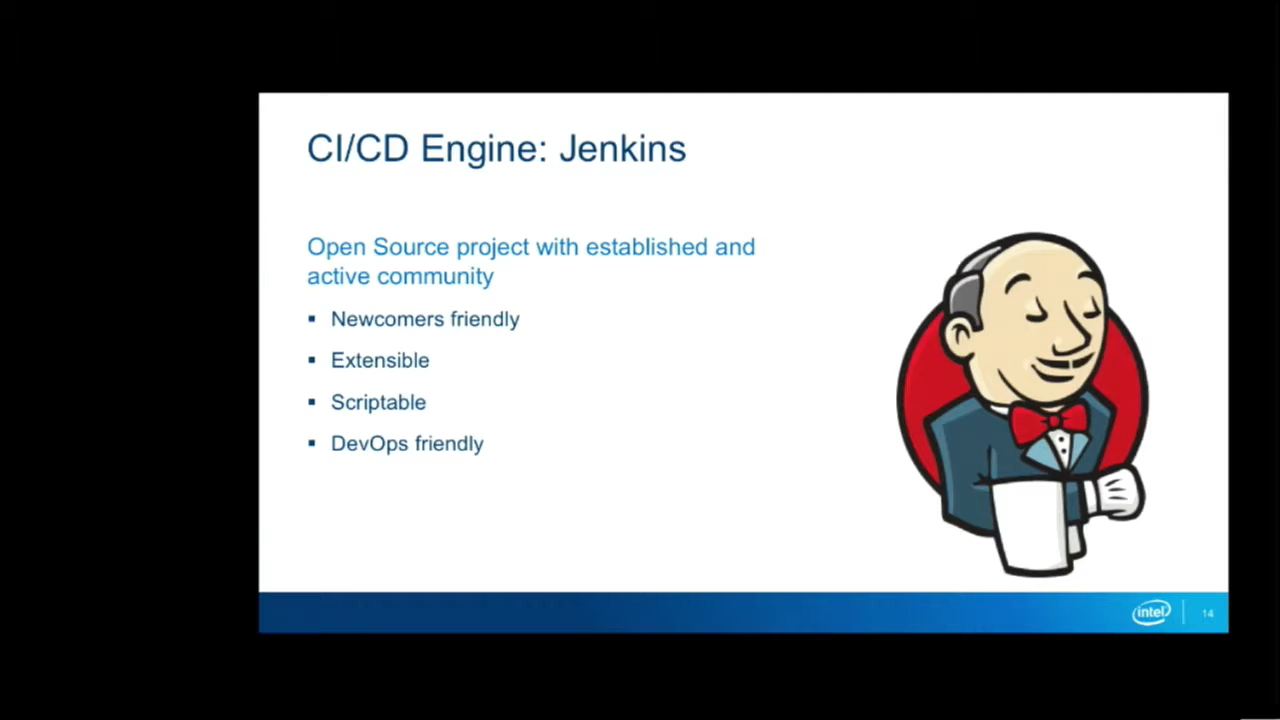 CI/CD Engine: Jenkins
Open Source project with established and
active community
▪ Newcomers friendly
▪ Extensible
▪ Scriptable
▪ DevOps friendly
intel
14